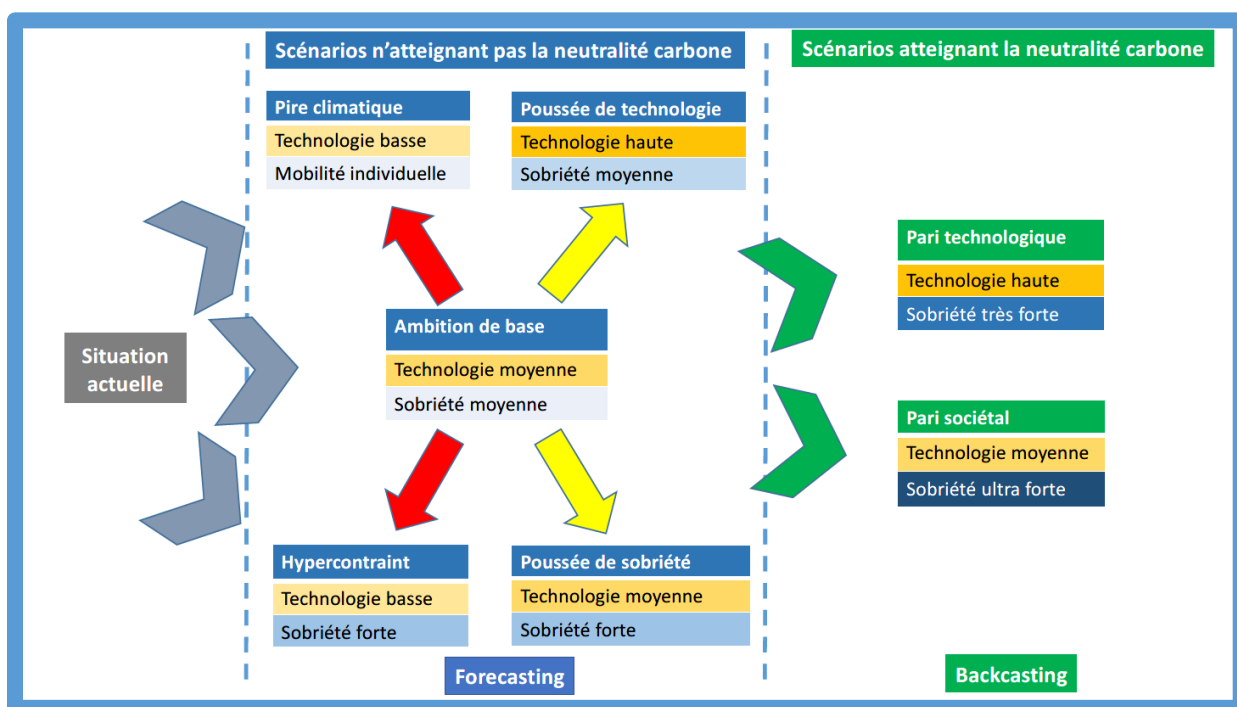 Scénarios n'atteignant pas la neutralité carbone
Scénarios atteignant la neutralité carbone
Pire climatique
Technologie basse
Mobilité individuelle
Poussée de technologie
Technologie haute
Sobriété moyenne
Situation
actuelle
Ambition de base
Technologie moyenne
Sobriété moyenne
Pari technologique
Technologie haute
Sobriété très forte
Pari sociétal
Technologie moyenne
Sobriété ultra forte
Hypercontraint
Technologie basse
Sobriété forte
Poussée de sobriété
Technologie moyenne
Sobriété forte
Forecasting
Backcasting